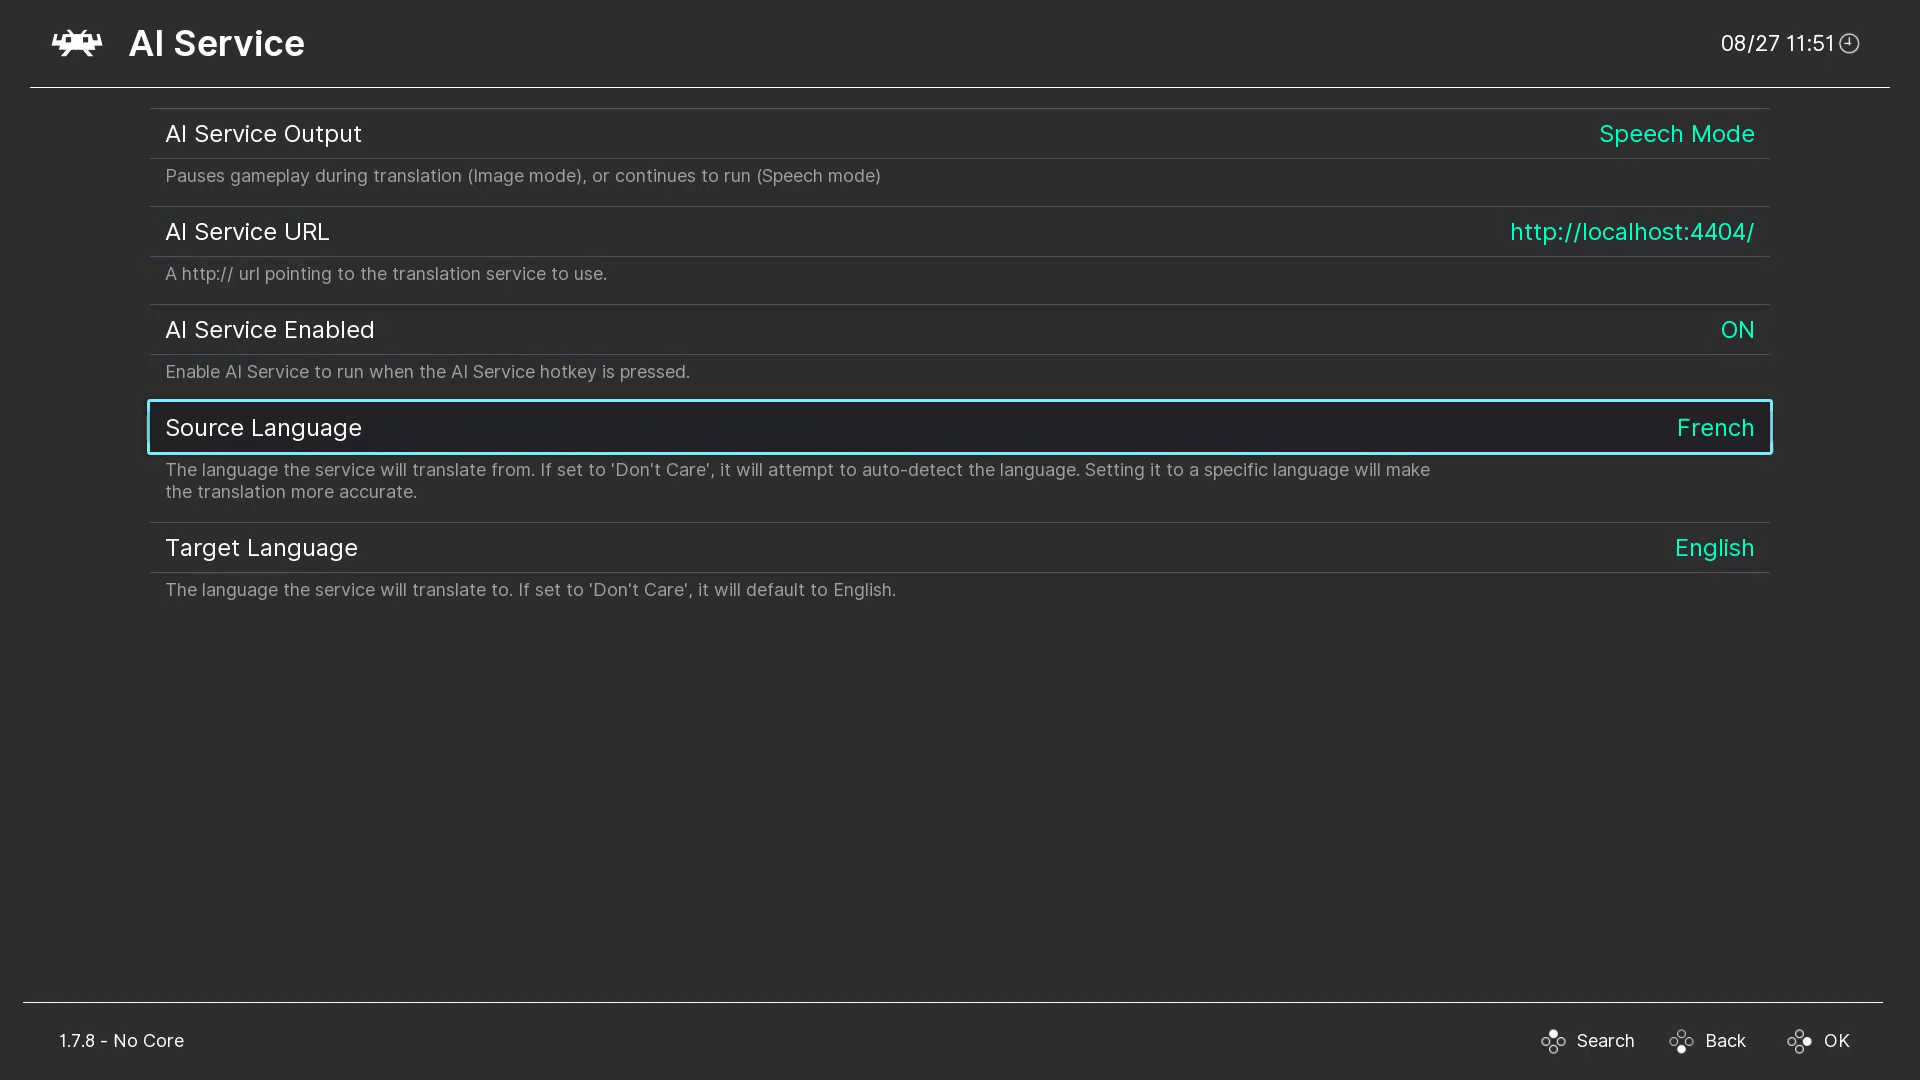 AI Service
08/27 11:51
AI Service Output
Speech Mode
Pauses gameplay during translation (Image mode), or continues to run (Speech mode)
AI Service URL
http://localhost:4404/
A http:// url pointing to the translation service to use.
AI Service Enabled
ON
Enable AI Service to run when the AI Service hotkey is pressed.
Source Language
French
The language the service will translate from. If set to 'Don't Care', it will attempt to auto-detect the language. Setting it to a specific language will make
the translation more accurate.
Target Language
English
The language the service will translate to. If set to 'Don't Care', it will default to English.
1.7.8 - No Core
Search
Back
OK